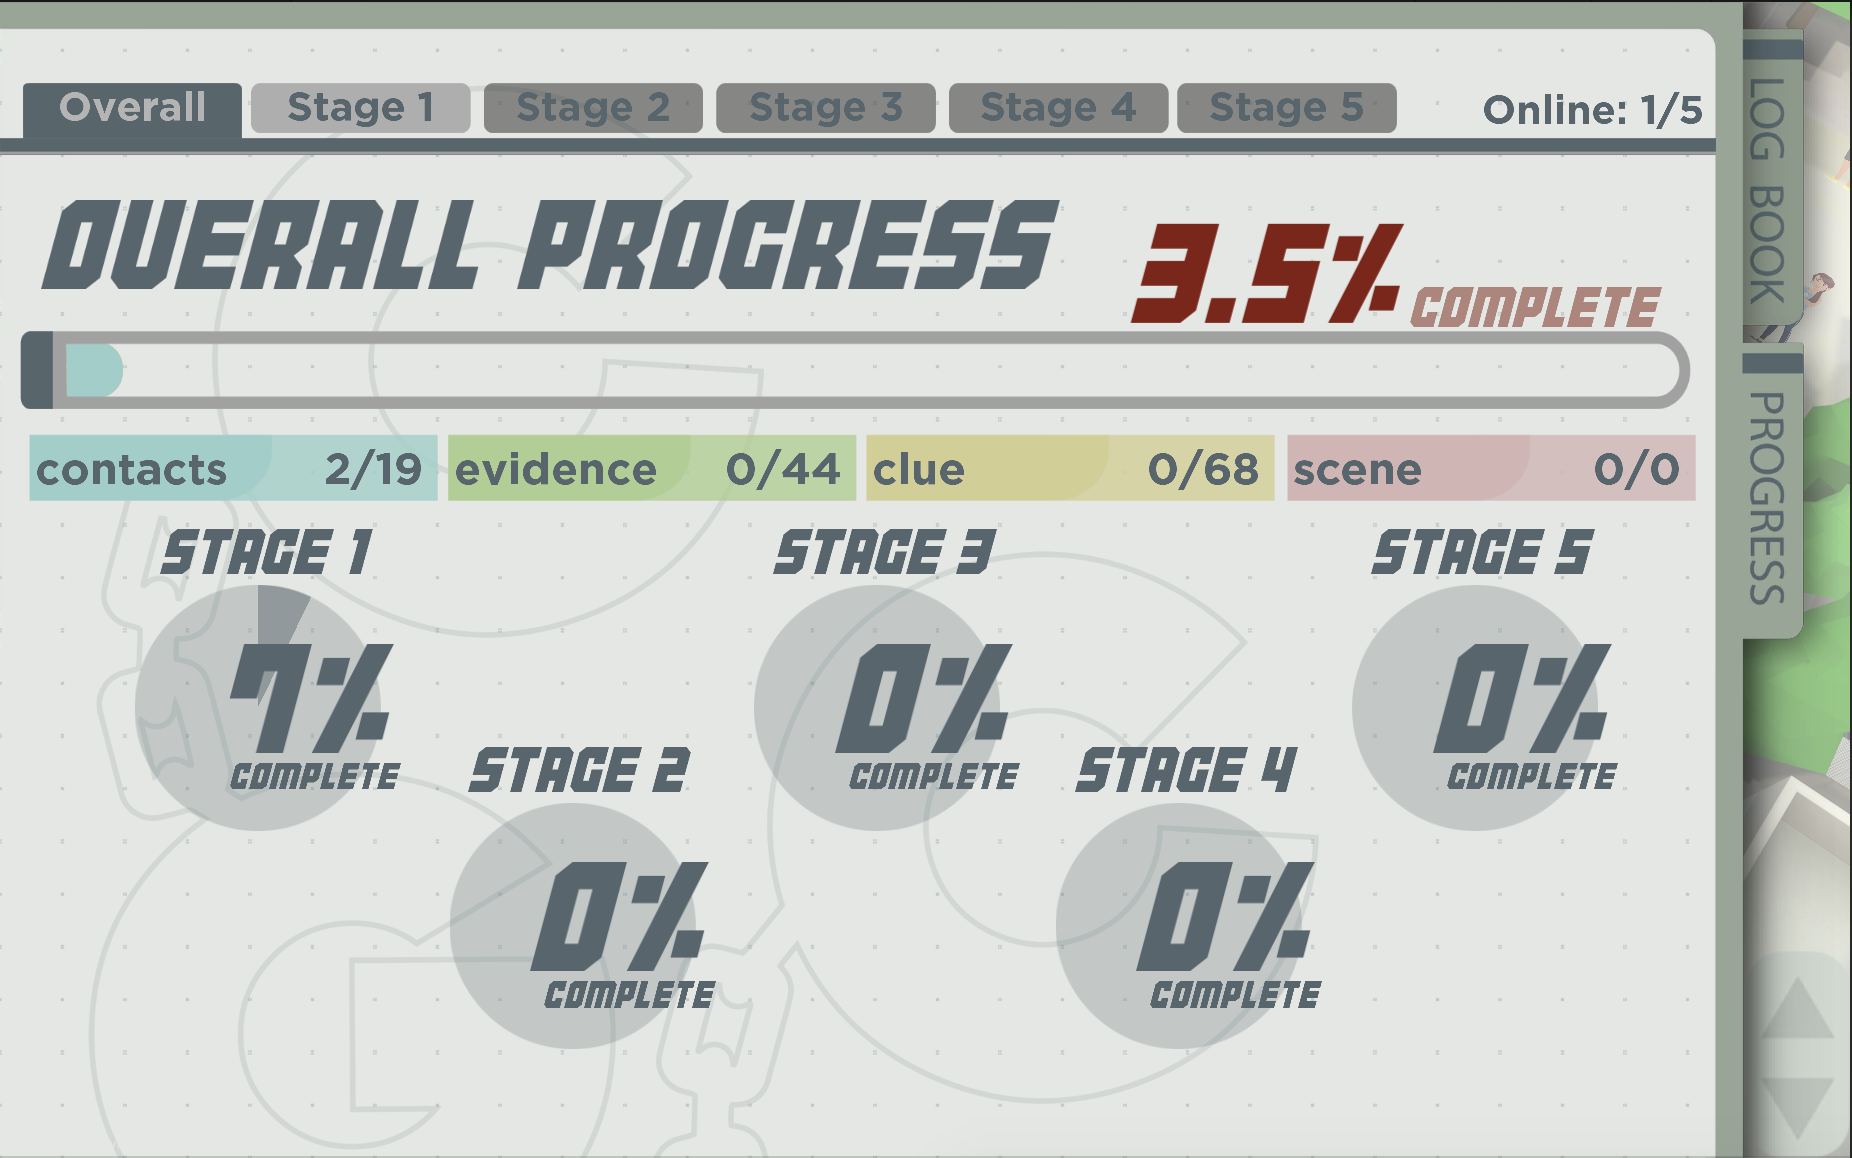 Overall
Stage 1
Stage 2
Stage 3
Stage 4
Stage 5
Online: 1/5
LOG BOOK
PROGRESS
OVERALL PROGRESS
3.5% COMPLETE
contacts 2/19
evidence 0/44
clue 0/68
scene 0/0
STAGE 1
7%
COMPLETE
STAGE 2
0%
COMPLETE
STAGE 3
0%
COMPLETE
STAGE 4
0%
COMPLETE
STAGE 5
0%
COMPLETE